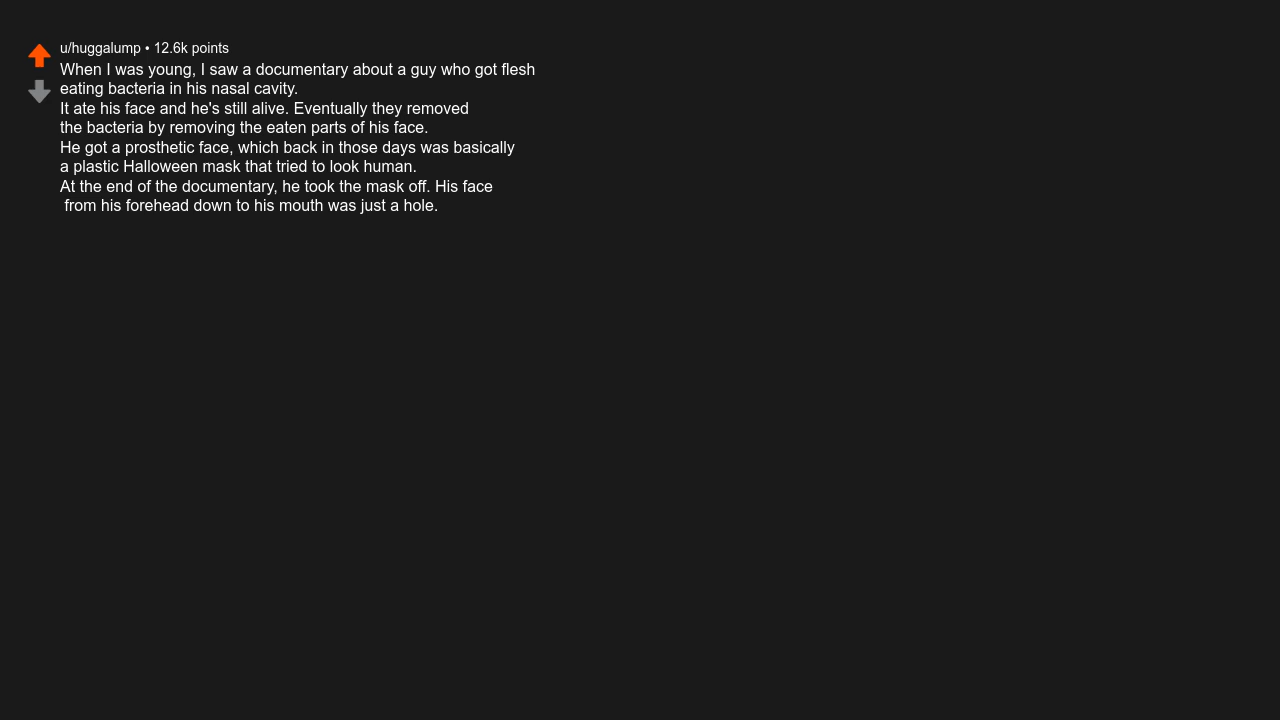 u/huggalump • 12.6k points
When I was young, I saw a documentary about a guy who got flesh
eating bacteria in his nasal cavity.
It ate his face and he's still alive. Eventually they removed
the bacteria by removing the eaten parts of his face.
He got a prosthetic face, which back in those days was basically
a plastic Halloween mask that tried to look human.
At the end of the documentary, he took the mask off. His face
from his forehead down to his mouth was just a hole.